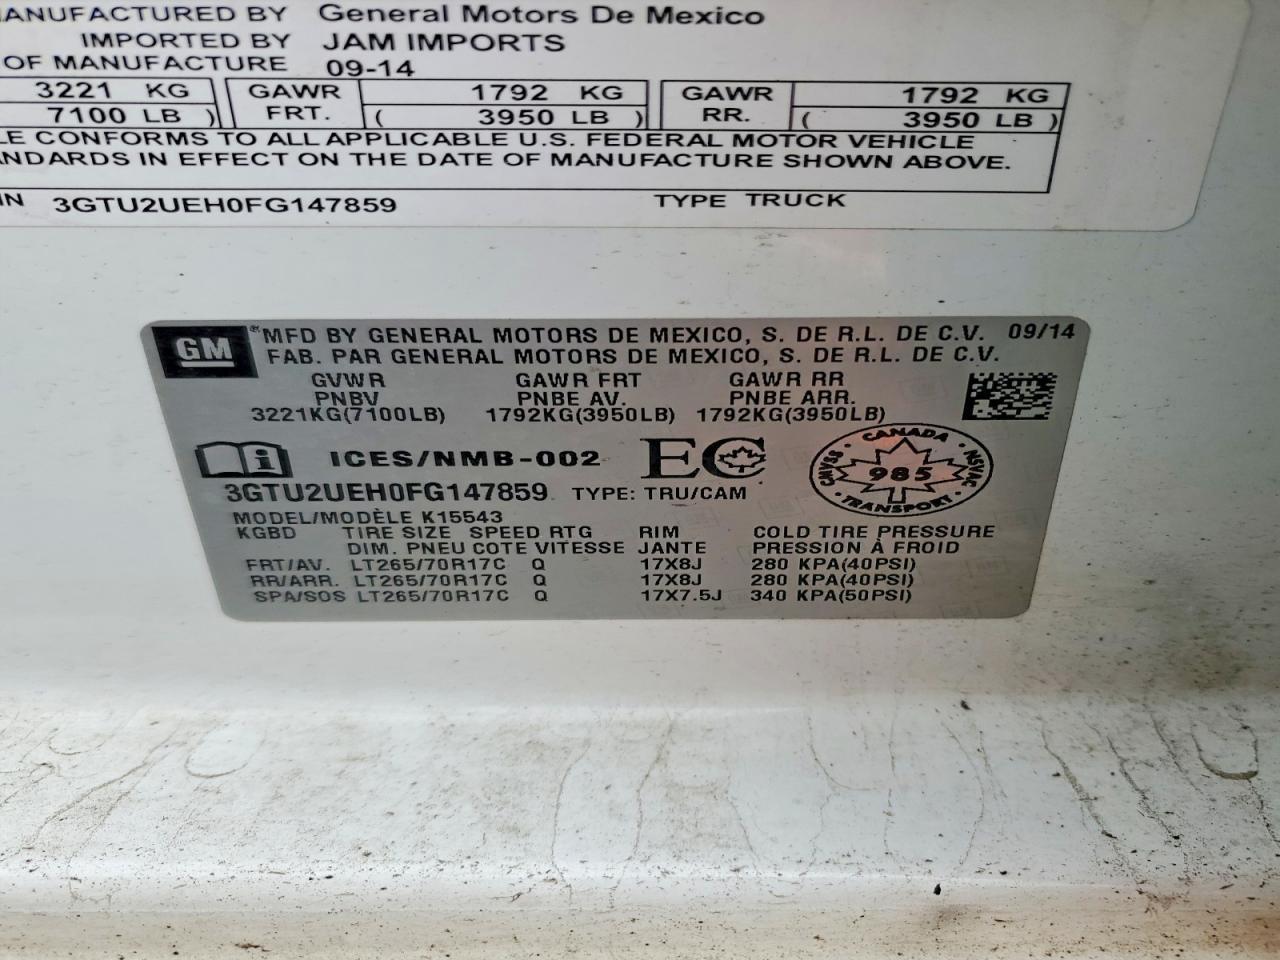 MANUFACTURED BY General Motors De Mexico
IMPORTED BY JAM IMPORTS
OF MANUFACTURE 09-14
3221 KG GAWR 1792 KG GAWR 1792 KG
7100 LB ) FRT. ( 3950 LB ) RR. ( 3950 LB )
LE CONFORMS TO ALL APPLICABLE U.S. FEDERAL MOTOR VEHICLE
NDARDS IN EFFECT ON THE DATE OF MANUFACTURE SHOWN ABOVE.
IN 3GTU2UEH0FG147859 TYPE TRUCK
GM ® MFD BY GENERAL MOTORS DE MEXICO, S. DE R.L. DE C.V. 09/14
FAB. PAR GENERAL MOTORS DE MEXICO, S. DE R.L. DE C.V.
GVWR GAWR FRT GAWR RR
PNBV PNBE AV. PNBE ARR.
3221KG(7100LB) 1792KG(3950LB) 1792KG(3950LB)
i ICES/NMB-002 EC CANADA CMVSS 985 NSVAC TRANSPORT
3GTU2UEH0FG147859 TYPE: TRU/CAM
MODEL/MODÈLE K15543
KGBD TIRE SIZE SPEED RTG RIM COLD TIRE PRESSURE
DIM. PNEU COTE VITESSE JANTE PRESSION À FROID
FRT/AV. LT265/70R17C Q 17X8J 280 KPA(40PSI)
RR/ARR. LT265/70R17C Q 17X8J 280 KPA(40PSI)
SPA/SOS LT265/70R17C Q 17X7.5J 340 KPA(50PSI)